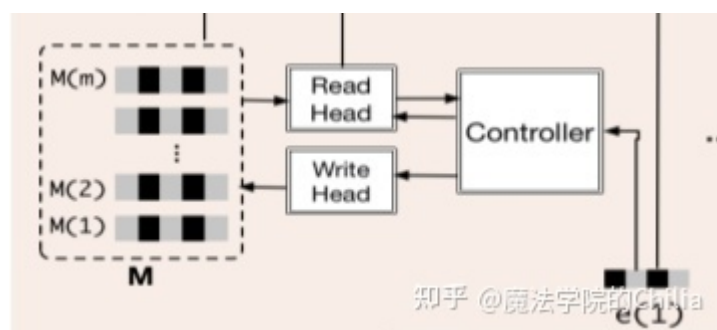 M(m)
Read
Head
Controller
...
Write
Head
M(2)
M(1)
M
知乎 @魔法学院的Chilia
e(1)